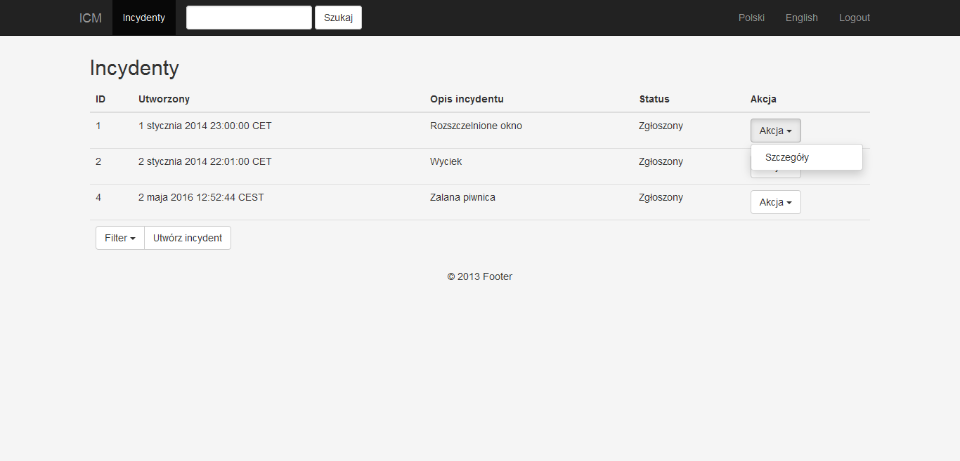 ICM Incydenty Szukaj Polski English Logout
Incydenty
ID Utworzony Opis incydentu Status Akcja
1 1 stycznia 2014 23:00:00 CET Rozszczelnione okno Zgłoszony Akcja
Szczegóły
2 2 stycznia 2014 22:01:00 CET Wyciek Zgłoszony
4 2 maja 2016 12:52:44 CEST Zalana piwnica Zgłoszony Akcja
Filter Utwórz incydent
© 2013 Footer